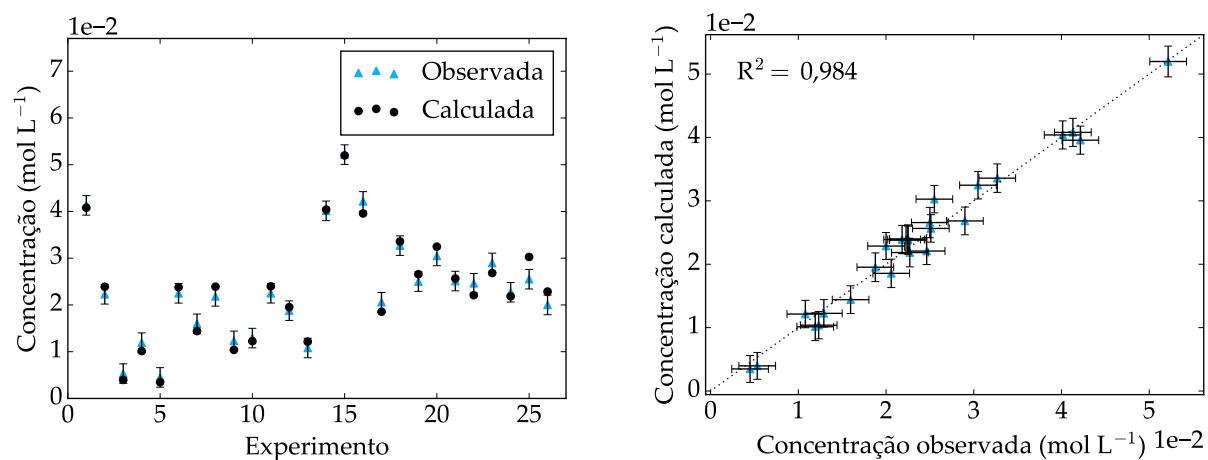 1e−2
7
6
5
4
3
2
1
0
0 5 10 15 20 25
Concentração (mol L−1)
Experimento
Observada
Calculada
1e−2
R2 = 0,984
5
4
3
2
1
0
0 1 2 3 4 5
Concentração calculada (mol L−1)
Concentração observada (mol L−1) 1e−2